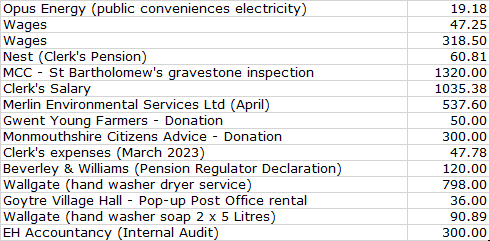 Opus Energy (public conveniences electricity) 19.18
Wages 47.25
Wages 318.50
Nest (Clerk's Pension) 60.81
MCC - St Bartholomew's gravestone inspection 1320.00
Clerk's Salary 1035.38
Merlin Environmental Services Ltd (April) 537.60
Gwent Young Farmers - Donation 50.00
Monmouthshire Citizens Advice - Donation 300.00
Clerk's expenses (March 2023) 47.78
Beverley & Williams (Pension Regulator Declaration) 120.00
Wallgate (hand washer dryer service) 798.00
Goytre Village Hall - Pop-up Post Office rental 36.00
Wallgate (hand washer soap 2 x 5 Litres) 90.89
EH Accountancy (Internal Audit) 300.00